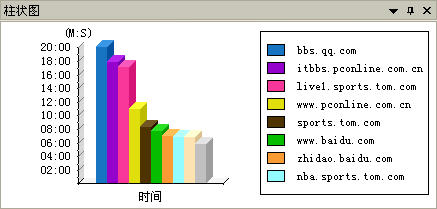 柱状图
(M:S)
20:00
18:00
16:00
14:00
12:00
10:00
08:00
06:00
04:00
02:00
时间
bbs.qq.com
itbbs.pconline.com.cn
live1.sports.tom.com
www.pconline.com.cn
sports.tom.com
www.baidu.com
zhidao.baidu.com
nba.sports.tom.com